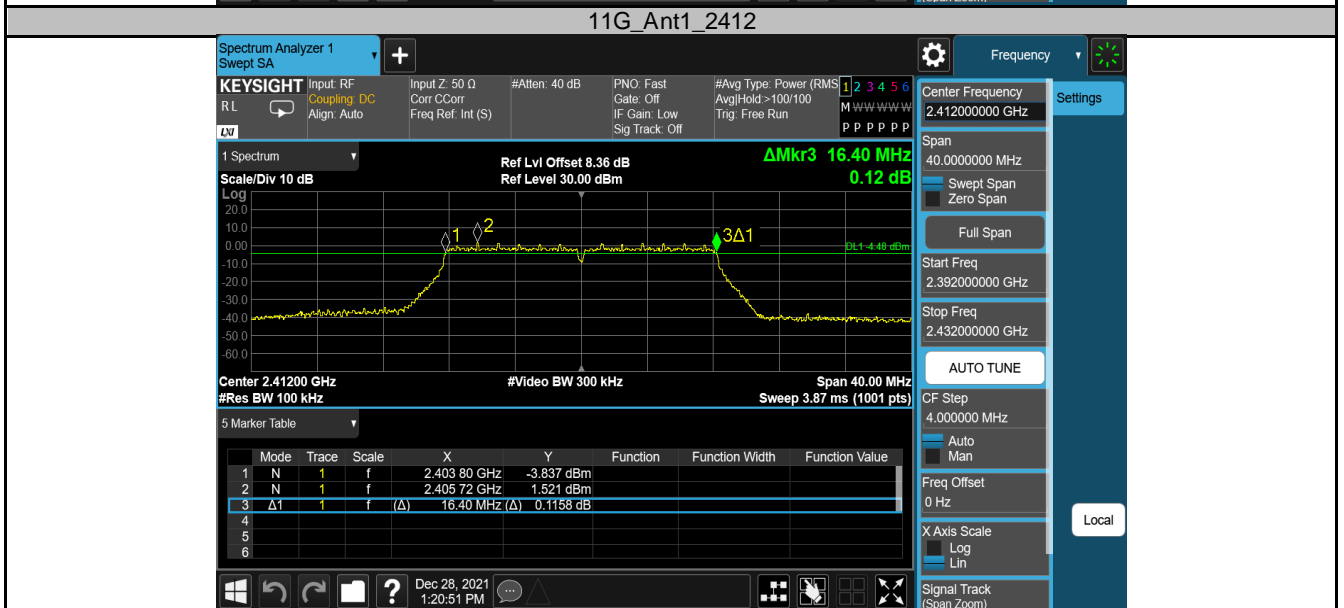 11G_Ant1_2412
Spectrum Analyzer 1
Swept SA
+
Frequency
KEYSIGHT
R L
LXI
Input: RF
Coupling: DC
Align: Auto
Input Z: 50 Ω
Corr CCorr
Freq Ref: Int (S)
#Atten: 40 dB
PNO: Fast
Gate: Off
IF Gain: Low
Sig Track: Off
#Avg Type: Power (RMS
Avg|Hold:>100/100
Trig: Free Run
1 2 3 4 5 6
M W W W W W
P P P P P P
Center Frequency
2.412000000 GHz
Settings
1 Spectrum
Scale/Div 10 dB
Ref Lvl Offset 8.36 dB
Ref Level 30.00 dBm
ΔMkr3 16.40 MHz
0.12 dB
Span
40.0000000 MHz
Swept Span
Zero Span
Full Span
Log
20.0
10.0
0.00
-10.0
-20.0
-30.0
-40.0
-50.0
-60.0
1
2
3Δ1
DL1 -4.48 dBm
Start Freq
2.392000000 GHz
Stop Freq
2.432000000 GHz
AUTO TUNE
Center 2.41200 GHz
#Video BW 300 kHz
Span 40.00 MHz
#Res BW 100 kHz
Sweep 3.87 ms (1001 pts)
CF Step
4.000000 MHz
Auto
Man
5 Marker Table
Mode Trace Scale X Y Function Function Width Function Value
1 N 1 f 2.403 80 GHz -3.837 dBm
2 N 1 f 2.405 72 GHz 1.521 dBm
3 Δ1 1 f (Δ) 16.40 MHz (Δ) 0.1158 dB
4
5
6
Freq Offset
0 Hz
X Axis Scale
Log
Lin
Local
Signal Track
(Span Zoom)
?
Dec 28, 2021
1:20:51 PM